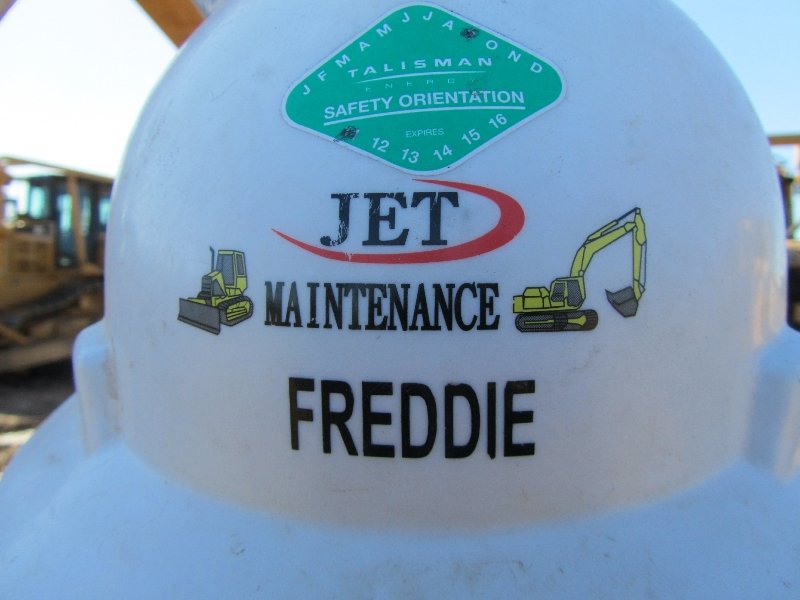 J F M A M J J A S O N D
TALISMAN
ENERGY
SAFETY ORIENTATION
EXPIRES
12 13 14 15 16
JET
MAINTENANCE
FREDDIE